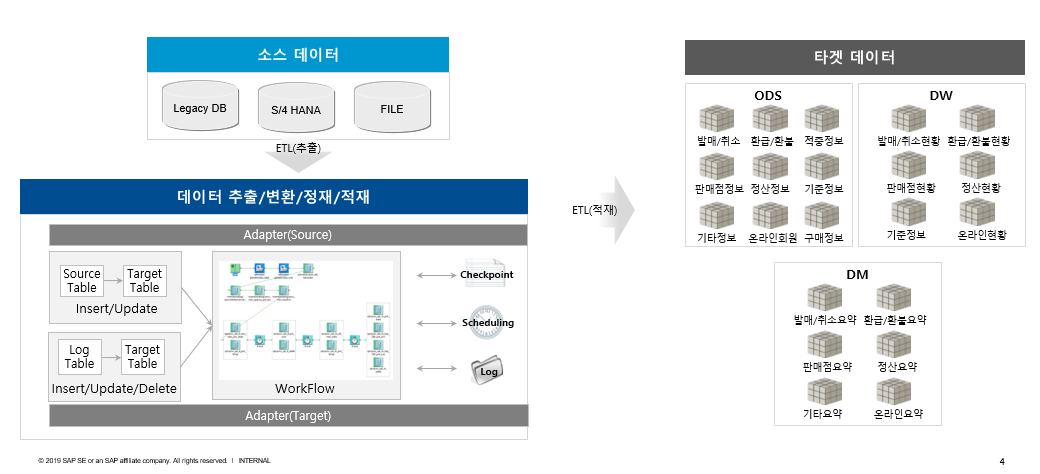 소스 데이터
Legacy DB
S/4 HANA
FILE
ETL(추출)
데이터 추출/변환/정재/적재
Adapter(Source)
Source
Table
Target
Table
Insert/Update
Log
Table
Target
Table
Insert/Update/Delete
WorkFlow
Checkpoint
Scheduling
Log
Adapter(Target)
ETL(적재)
타겟 데이터
ODS
발매/취소 환급/환불 적중정보
판매점정보 정산정보 기준정보
기타정보 온라인회원 구매정보
DW
발매/취소현황 환급/환불현황
판매점현황 정산현황
기준정보 온라인현황
DM
발매/취소요약 환급/환불요약
판매점요약 정산요약
기타요약 온라인요약
© 2019 SAP SE or an SAP affiliate company. All rights reserved. ǀ INTERNAL
4